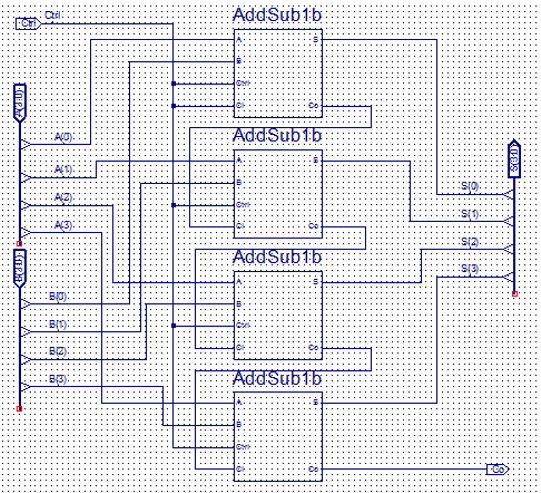 Ctrl Ctrl
AddSub1b
A S
B
Ctrl
CI Co
A(3:0)
A(0)
A(1)
A(2)
A(3)
AddSub1b
A S
B
Ctrl
CI Co
S(3:0)
S(0)
S(1)
S(2)
S(3)
AddSub1b
A S
B
Ctrl
CI Co
B(3:0)
B(0)
B(1)
B(2)
B(3)
AddSub1b
A S
B
Ctrl
CI Co
Co